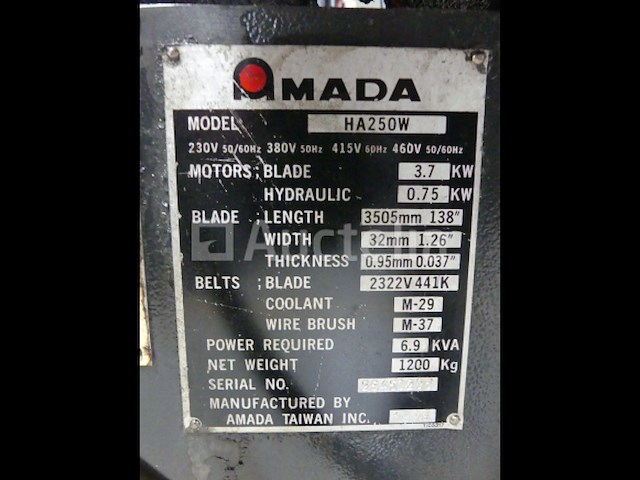 AMADA
MODEL HA250W
230V 50/60Hz 380V 50Hz 415V 60Hz 460V 50/60Hz
MOTORS; BLADE 3.7 KW
HYDRAULIC 0.75 KW
BLADE ; LENGTH 3505mm 138"
WIDTH 32mm 1.26"
THICKNESS 0.95mm 0.037"
BELTS ; BLADE 2322V441K
COOLANT M-29
WIRE BRUSH M-37
POWER REQUIRED 6.9 KVA
NET WEIGHT 1200 Kg
SERIAL NO.
MANUFACTURED BY
AMADA TAIWAN INC.
Auctelia